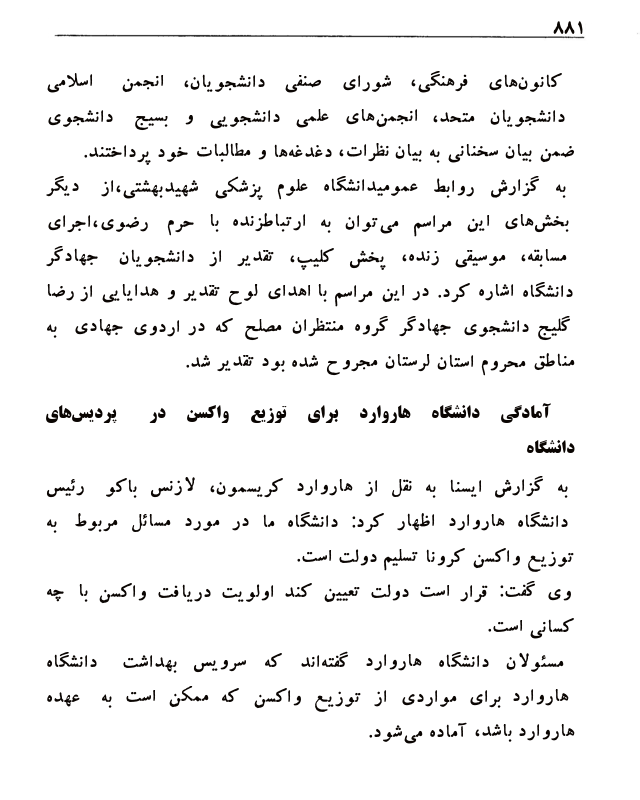 ۸۸۱
کانون‌های فرهنگی، شورای صنفی دانشجویان، انجمن اسلامی
دانشجویان متحد، انجمن‌های علمی دانشجویی و بسیج دانشجوی
ضمن بیان سخنانی به بیان نظرات، دغدغه‌ها و مطالبات خود پرداختند.
به گزارش روابط عمومیدانشگاه علوم پزشکی شهیدبهشتی،از دیگر
بخش‌های این مراسم می‌توان به ارتباطزنده با حرم رضوی،اجرای
مسابقه، موسیقی زنده، پخش کلیپ، تقدیر از دانشجویان جهادگر
دانشگاه اشاره کرد. در این مراسم با اهدای لوح تقدیر و هدایایی از رضا
گلیج دانشجوی جهادگر گروه منتظران مصلح که در اردوی جهادی به
مناطق محروم استان لرستان مجروح شده بود تقدیر شد.
آمادگی دانشگاه هاروارد برای توزیع واکسن در پردیس‌های
دانشگاه
به گزارش ایسنا به نقل از هاروارد کریسمون، لازنس باکو رئیس
دانشگاه هاروارد اظهار کرد: دانشگاه ما در مورد مسائل مربوط به
توزیع واکسن کرونا تسلیم دولت است.
وی گفت: قرار است دولت تعیین کند اولویت دریافت واکسن با چه
کسانی است.
مسئولان دانشگاه هاروارد گفته‌اند که سرویس بهداشت دانشگاه
هاروارد برای مواردی از توزیع واکسن که ممکن است به عهده
هاروارد باشد، آماده می‌شود.